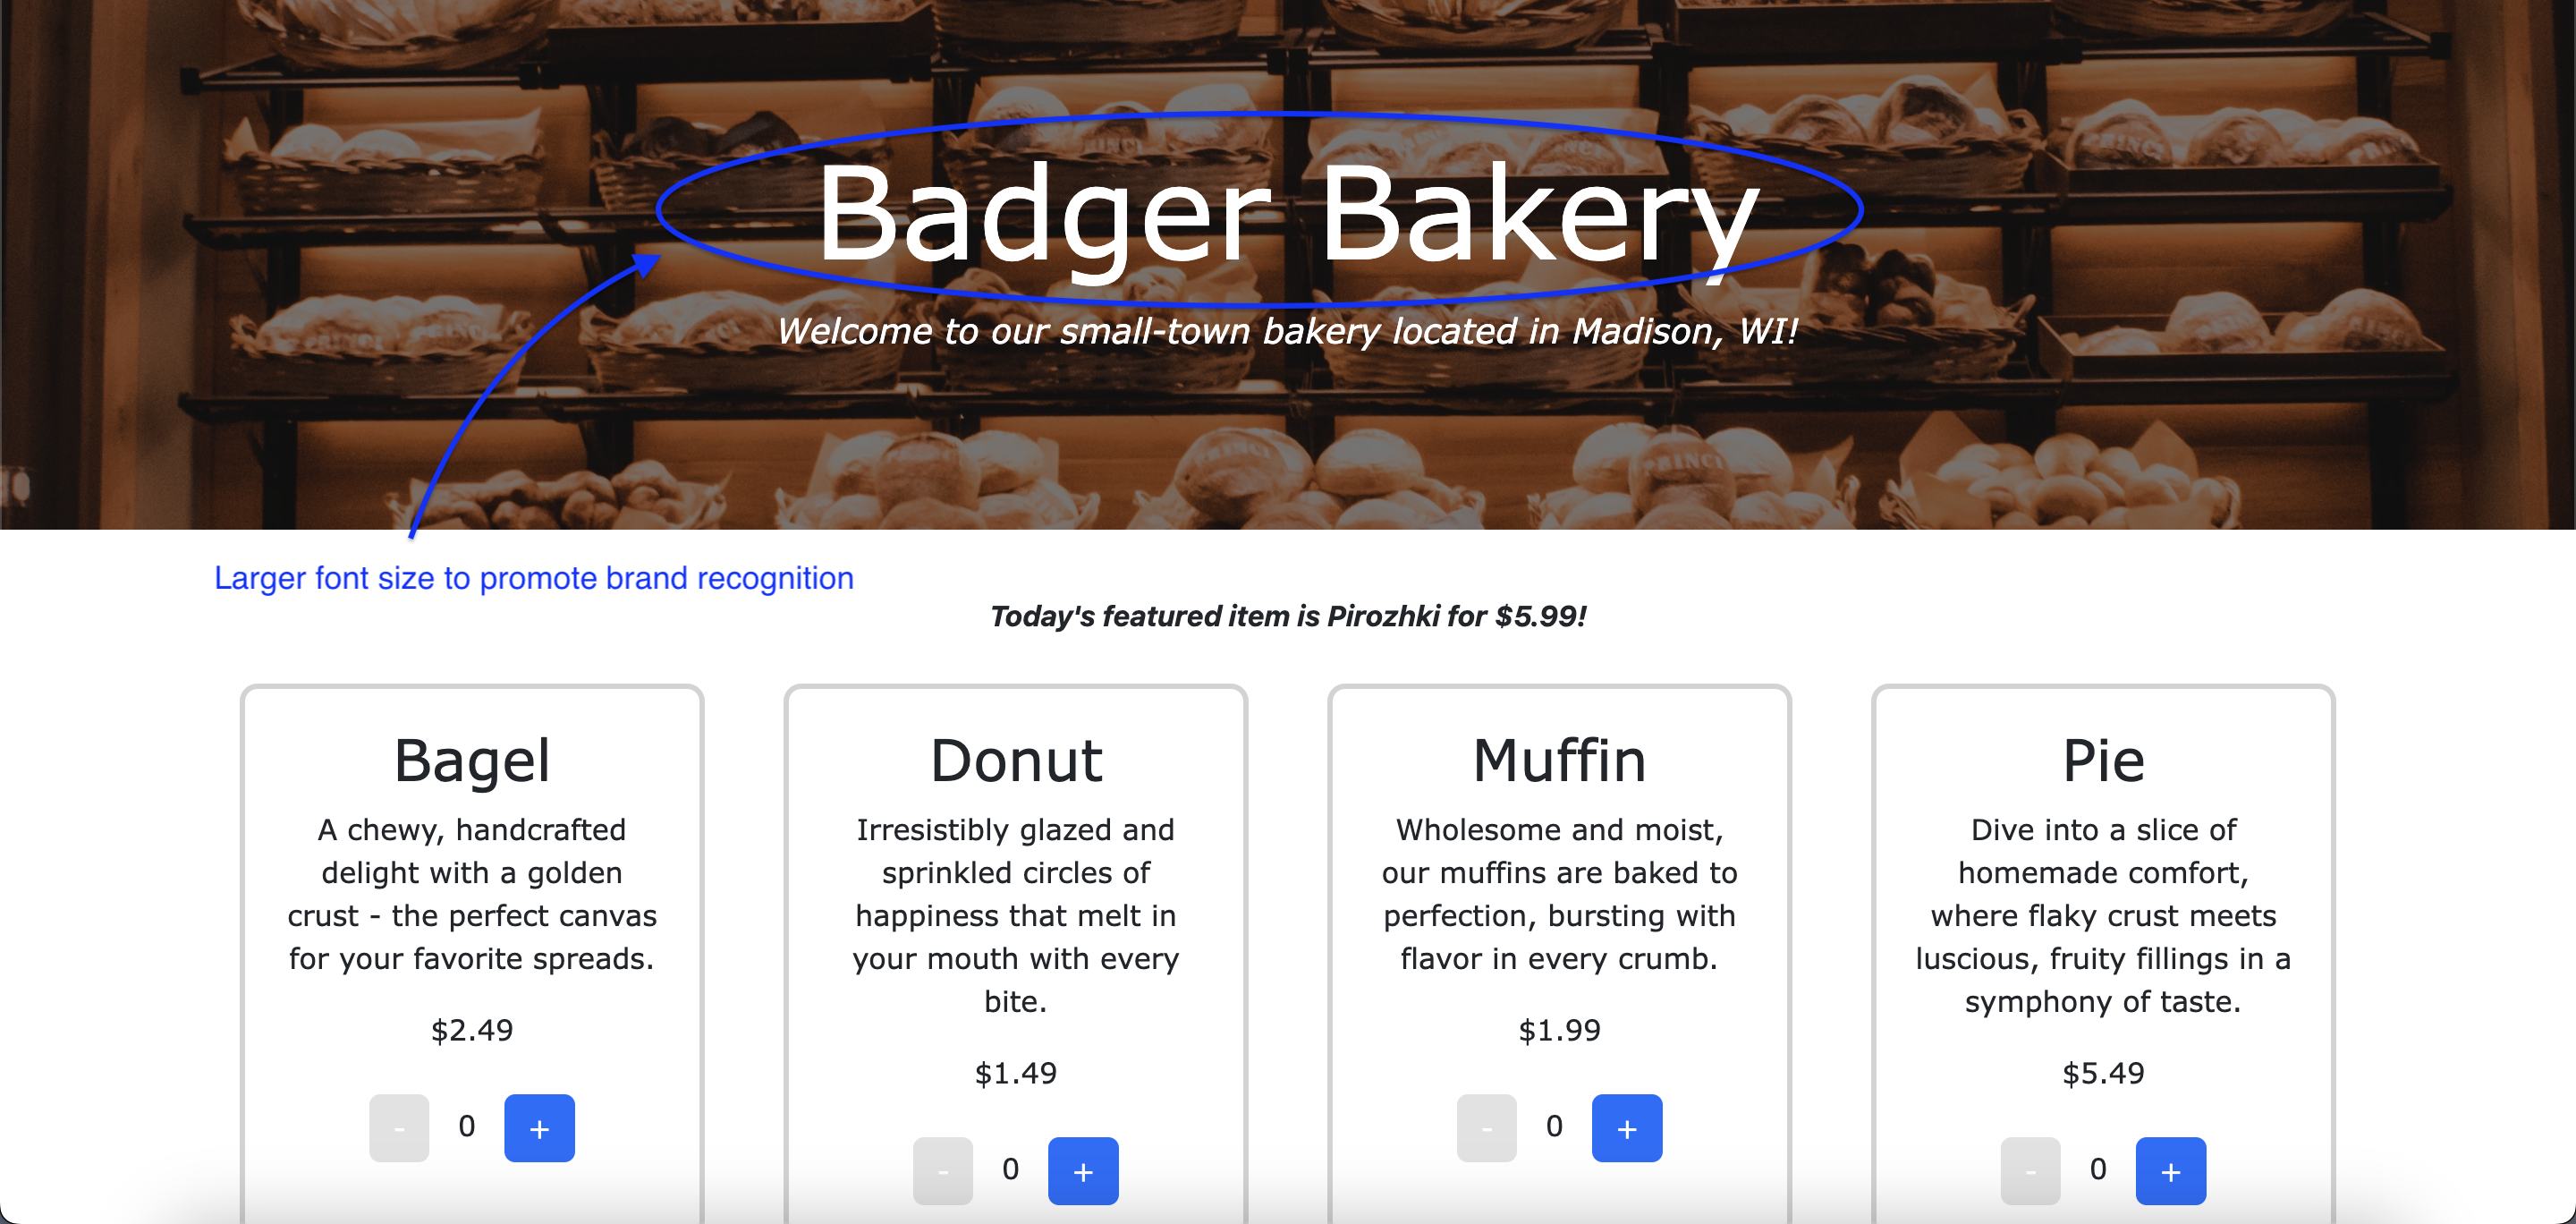 Badger Bakery
Welcome to our small-town bakery located in Madison, WI!
PRINCI
PRINCI
PRINCI
Larger font size to promote brand recognition
Today's featured item is Pirozhki for $5.99!
Bagel
A chewy, handcrafted
delight with a golden
crust - the perfect canvas
for your favorite spreads.
$2.49
- 0 +
Donut
Irresistibly glazed and
sprinkled circles of
happiness that melt in
your mouth with every
bite.
$1.49
- 0 +
Muffin
Wholesome and moist,
our muffins are baked to
perfection, bursting with
flavor in every crumb.
$1.99
- 0 +
Pie
Dive into a slice of
homemade comfort,
where flaky crust meets
luscious, fruity fillings in a
symphony of taste.
$5.49
- 0 +